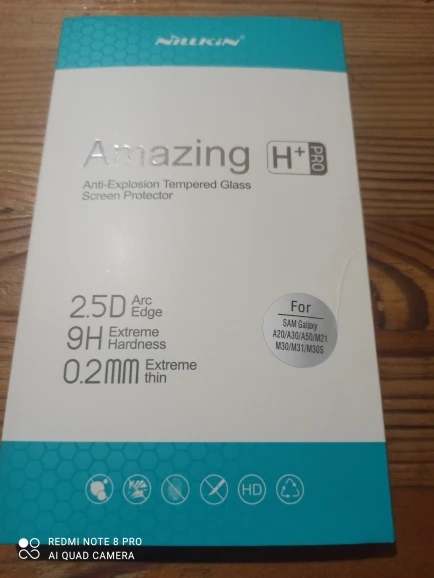 NiLLKiN
Amazing H+ PRO
Anti-Explosion Tempered Glass
Screen Protector
2.5D Arc Edge
9H Extreme Hardness
0.2mm Extreme thin
For
SAM Galaxy
A20/A30/A50/M21
M30/M31/M30S
HD
REDMI NOTE 8 PRO
AI QUAD CAMERA